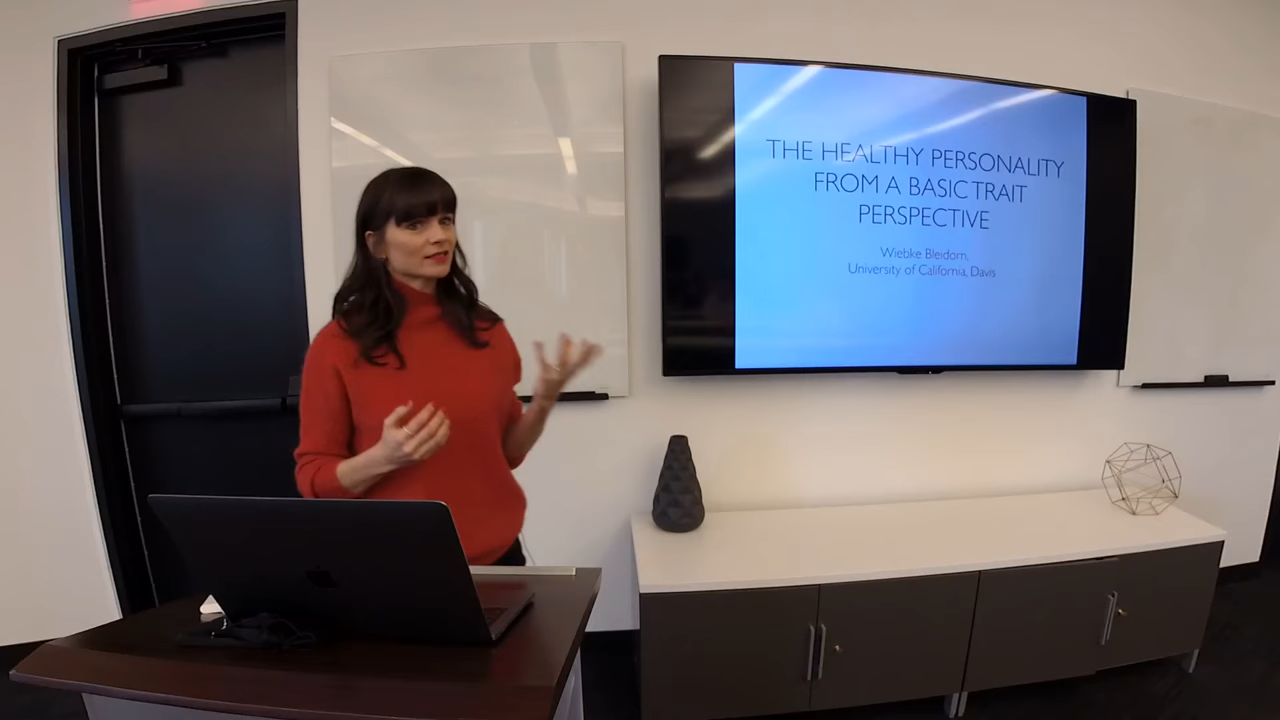 THE HEALTHY PERSONALITY
FROM A BASIC TRAIT
PERSPECTIVE
Wiebke Bleidorn,
University of California, Davis